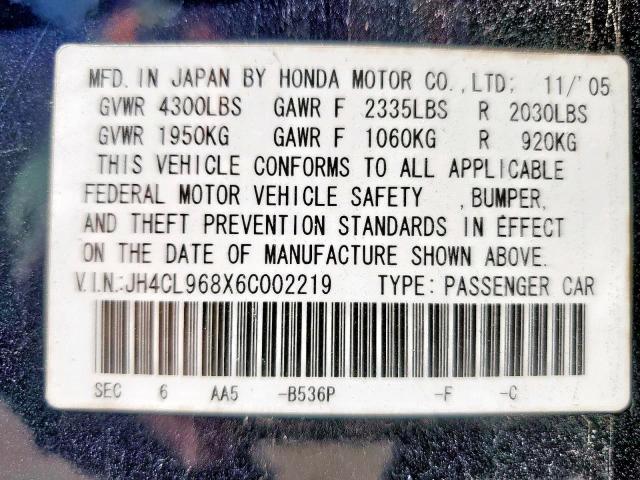 MFD. IN JAPAN BY HONDA MOTOR CO., LTD; 11/'05
GVWR 4300LBS GAWR F 2335LBS R 2030LBS
GVWR 1950KG GAWR F 1060KG R 920KG
THIS VEHICLE CONFORMS TO ALL APPLICABLE
FEDERAL MOTOR VEHICLE SAFETY , BUMPER,
AND THEFT PREVENTION STANDARDS IN EFFECT
ON THE DATE OF MANUFACTURE SHOWN ABOVE.
V.I.N.:JH4CL968X6C002219 TYPE: PASSENGER CAR
SEC 6 AA5 -B536P -F -C